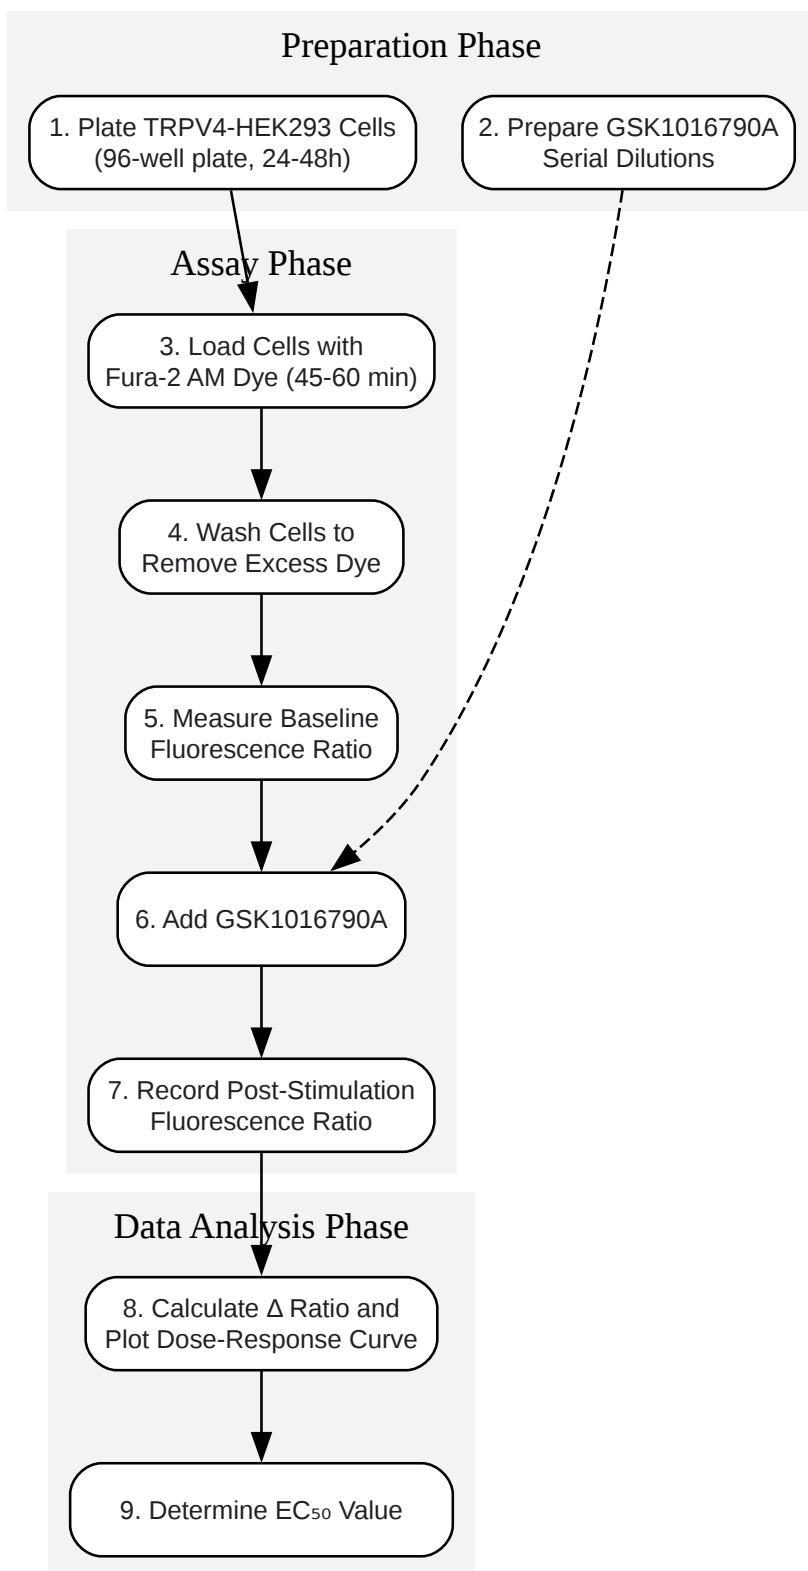 Preparation Phase
1. Plate TRPV4-HEK293 Cells
(96-well plate, 24-48h)
2. Prepare GSK1016790A
Serial Dilutions
Assay Phase
3. Load Cells with
Fura-2 AM Dye (45-60 min)
4. Wash Cells to
Remove Excess Dye
5. Measure Baseline
Fluorescence Ratio
6. Add GSK1016790A
7. Record Post-Stimulation
Fluorescence Ratio
Data Analysis Phase
8. Calculate Δ Ratio and
Plot Dose-Response Curve
9. Determine EC₅₀ Value